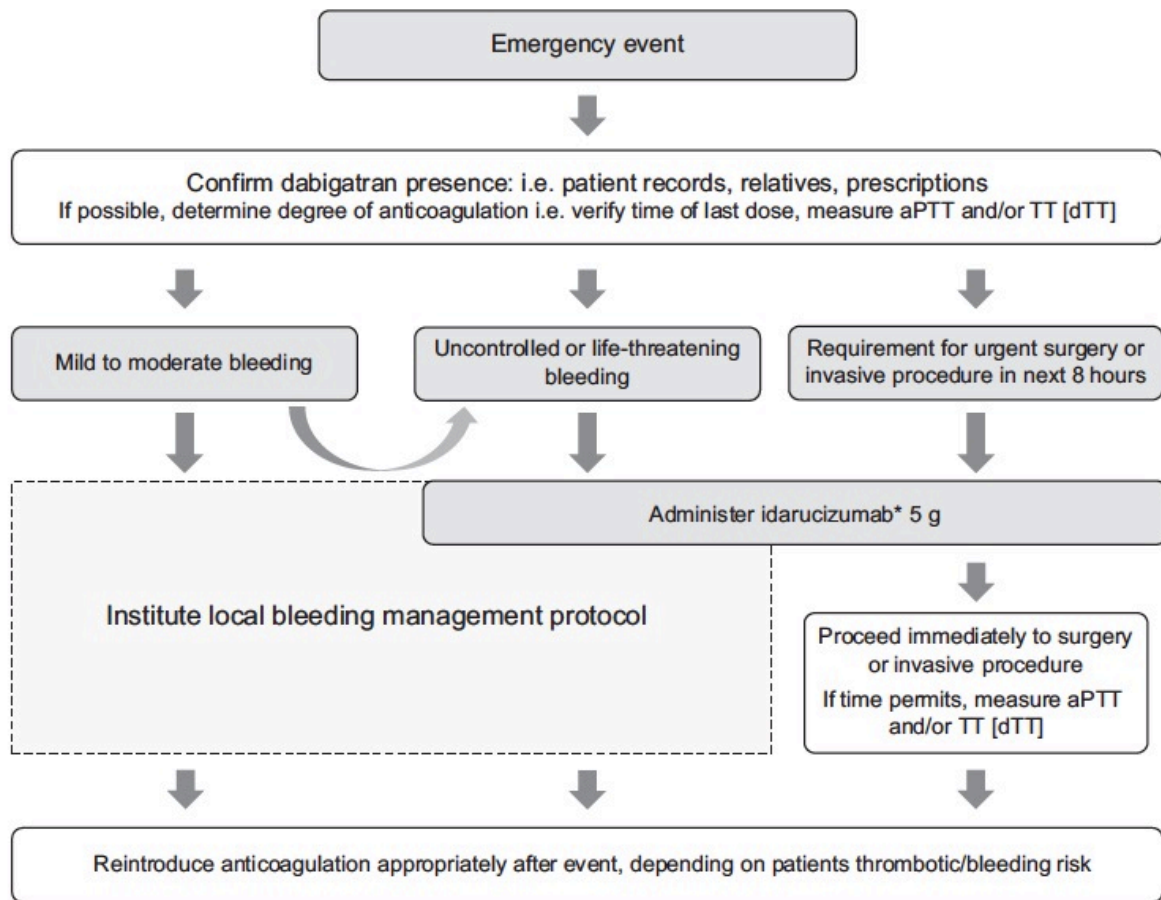 Emergency event
Confirm dabigatran presence: i.e. patient records, relatives, prescriptions
If possible, determine degree of anticoagulation i.e. verify time of last dose, measure aPTT and/or TT [dTT]
Mild to moderate bleeding
Uncontrolled or life-threatening
bleeding
Requirement for urgent surgery or
invasive procedure in next 8 hours
Administer idarucizumab* 5 g
Institute local bleeding management protocol
Proceed immediately to surgery
or invasive procedure
If time permits, measure aPTT
and/or TT [dTT]
Reintroduce anticoagulation appropriately after event, depending on patients thrombotic/bleeding risk